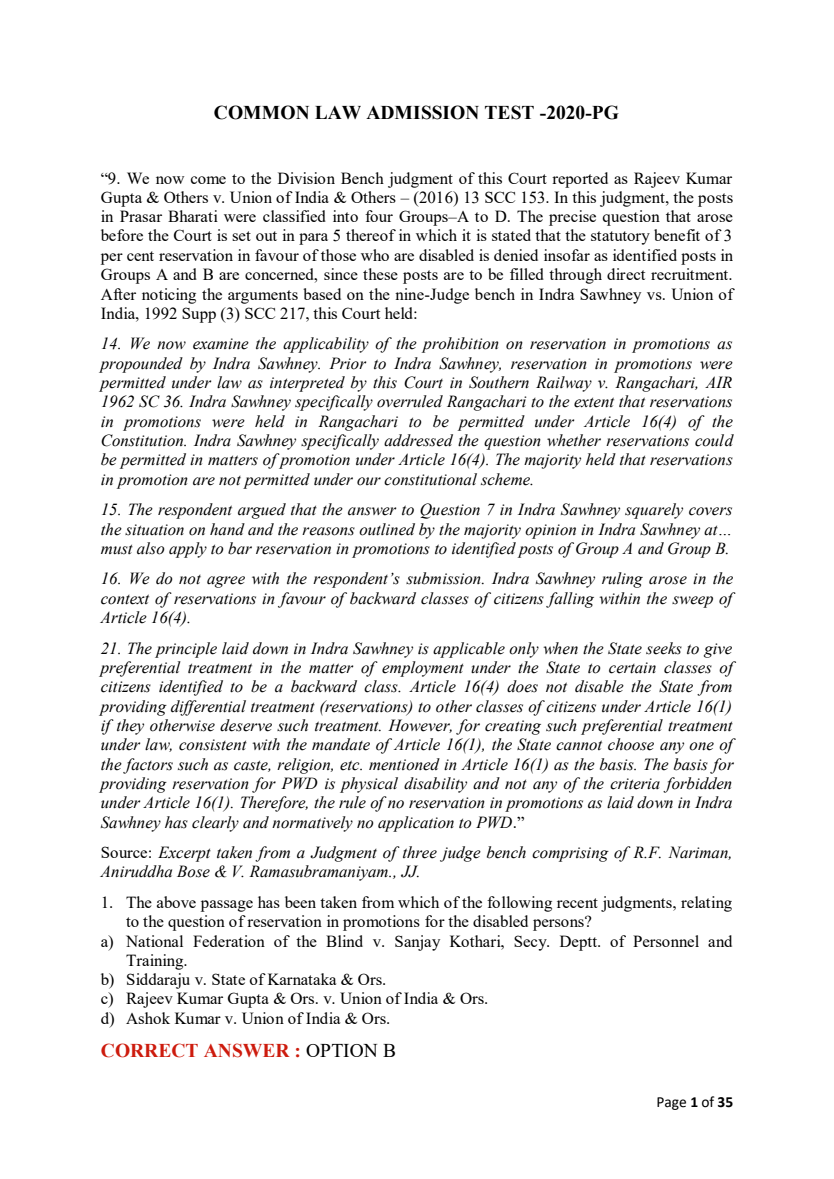 COMMON LAW ADMISSION TEST -2020-PG
“9. We now come to the Division Bench judgment of this Court reported as Rajeev Kumar
Gupta & Others v. Union of India & Others – (2016) 13 SCC 153. In this judgment, the posts
in Prasar Bharati were classified into four Groups–A to D. The precise question that arose
before the Court is set out in para 5 thereof in which it is stated that the statutory benefit of 3
per cent reservation in favour of those who are disabled is denied insofar as identified posts in
Groups A and B are concerned, since these posts are to be filled through direct recruitment.
After noticing the arguments based on the nine-Judge bench in Indra Sawhney vs. Union of
India, 1992 Supp (3) SCC 217, this Court held:
14. We now examine the applicability of the prohibition on reservation in promotions as
propounded by Indra Sawhney. Prior to Indra Sawhney, reservation in promotions were
permitted under law as interpreted by this Court in Southern Railway v. Rangachari, AIR
1962 SC 36. Indra Sawhney specifically overruled Rangachari to the extent that reservations
in promotions were held in Rangachari to be permitted under Article 16(4) of the
Constitution. Indra Sawhney specifically addressed the question whether reservations could
be permitted in matters of promotion under Article 16(4). The majority held that reservations
in promotion are not permitted under our constitutional scheme.
15. The respondent argued that the answer to Question 7 in Indra Sawhney squarely covers
the situation on hand and the reasons outlined by the majority opinion in Indra Sawhney at…
must also apply to bar reservation in promotions to identified posts of Group A and Group B.
16. We do not agree with the respondent’s submission. Indra Sawhney ruling arose in the
context of reservations in favour of backward classes of citizens falling within the sweep of
Article 16(4).
21. The principle laid down in Indra Sawhney is applicable only when the State seeks to give
preferential treatment in the matter of employment under the State to certain classes of
citizens identified to be a backward class. Article 16(4) does not disable the State from
providing differential treatment (reservations) to other classes of citizens under Article 16(1)
if they otherwise deserve such treatment. However, for creating such preferential treatment
under law, consistent with the mandate of Article 16(1), the State cannot choose any one of
the factors such as caste, religion, etc. mentioned in Article 16(1) as the basis. The basis for
providing reservation for PWD is physical disability and not any of the criteria forbidden
under Article 16(1). Therefore, the rule of no reservation in promotions as laid down in Indra
Sawhney has clearly and normatively no application to PWD.”
Source: Excerpt taken from a Judgment of three judge bench comprising of R.F. Nariman,
Aniruddha Bose & V. Ramasubramaniyam., JJ.
1. The above passage has been taken from which of the following recent judgments, relating
to the question of reservation in promotions for the disabled persons?
a) National Federation of the Blind v. Sanjay Kothari, Secy. Deptt. of Personnel and
Training.
b) Siddaraju v. State of Karnataka & Ors.
c) Rajeev Kumar Gupta & Ors. v. Union of India & Ors.
d) Ashok Kumar v. Union of India & Ors.
CORRECT ANSWER : OPTION B
Page 1 of 35